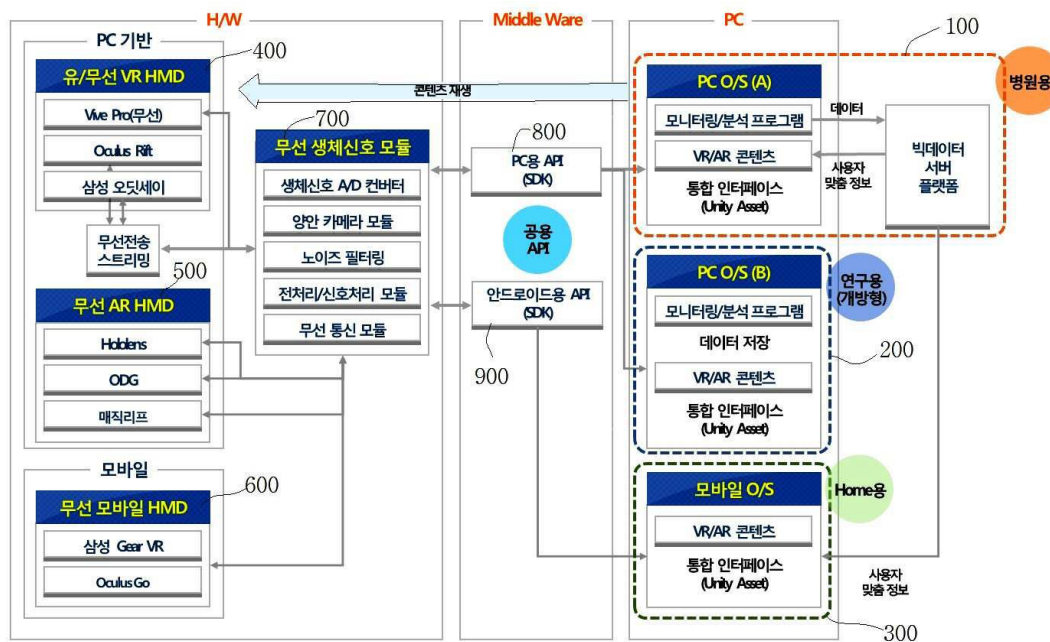 H/W
PC 기반
400
유/무선 VR HMD
Vive Pro(무선)
Oculus Rift
삼성 오딧세이
무선전송
스트리밍
500
무선 AR HMD
Hololens
ODG
매직리프
모바일
600
무선 모바일 HMD
삼성 Gear VR
Oculus Go
700
무선 생체신호 모듈
생체신호 A/D 컨버터
양안 카메라 모듈
노이즈 필터링
전처리/신호처리 모듈
무선 통신 모듈
콘텐츠 재생
Middle Ware
800
PC용 API
(SDK)
공용
API
안드로이드용 API
(SDK)
900
PC
100
병원용
PC O/S (A)
모니터링/분석 프로그램
VR/AR 콘텐츠
통합 인터페이스
(Unity Asset)
데이터
사용자
맞춤 정보
빅데이터
서버
플랫폼
PC O/S (B)
연구용
(개방형)
모니터링/분석 프로그램
데이터 저장
200
VR/AR 콘텐츠
통합 인터페이스
(Unity Asset)
모바일 O/S
Home용
VR/AR 콘텐츠
통합 인터페이스
(Unity Asset)
사용자
맞춤 정보
300